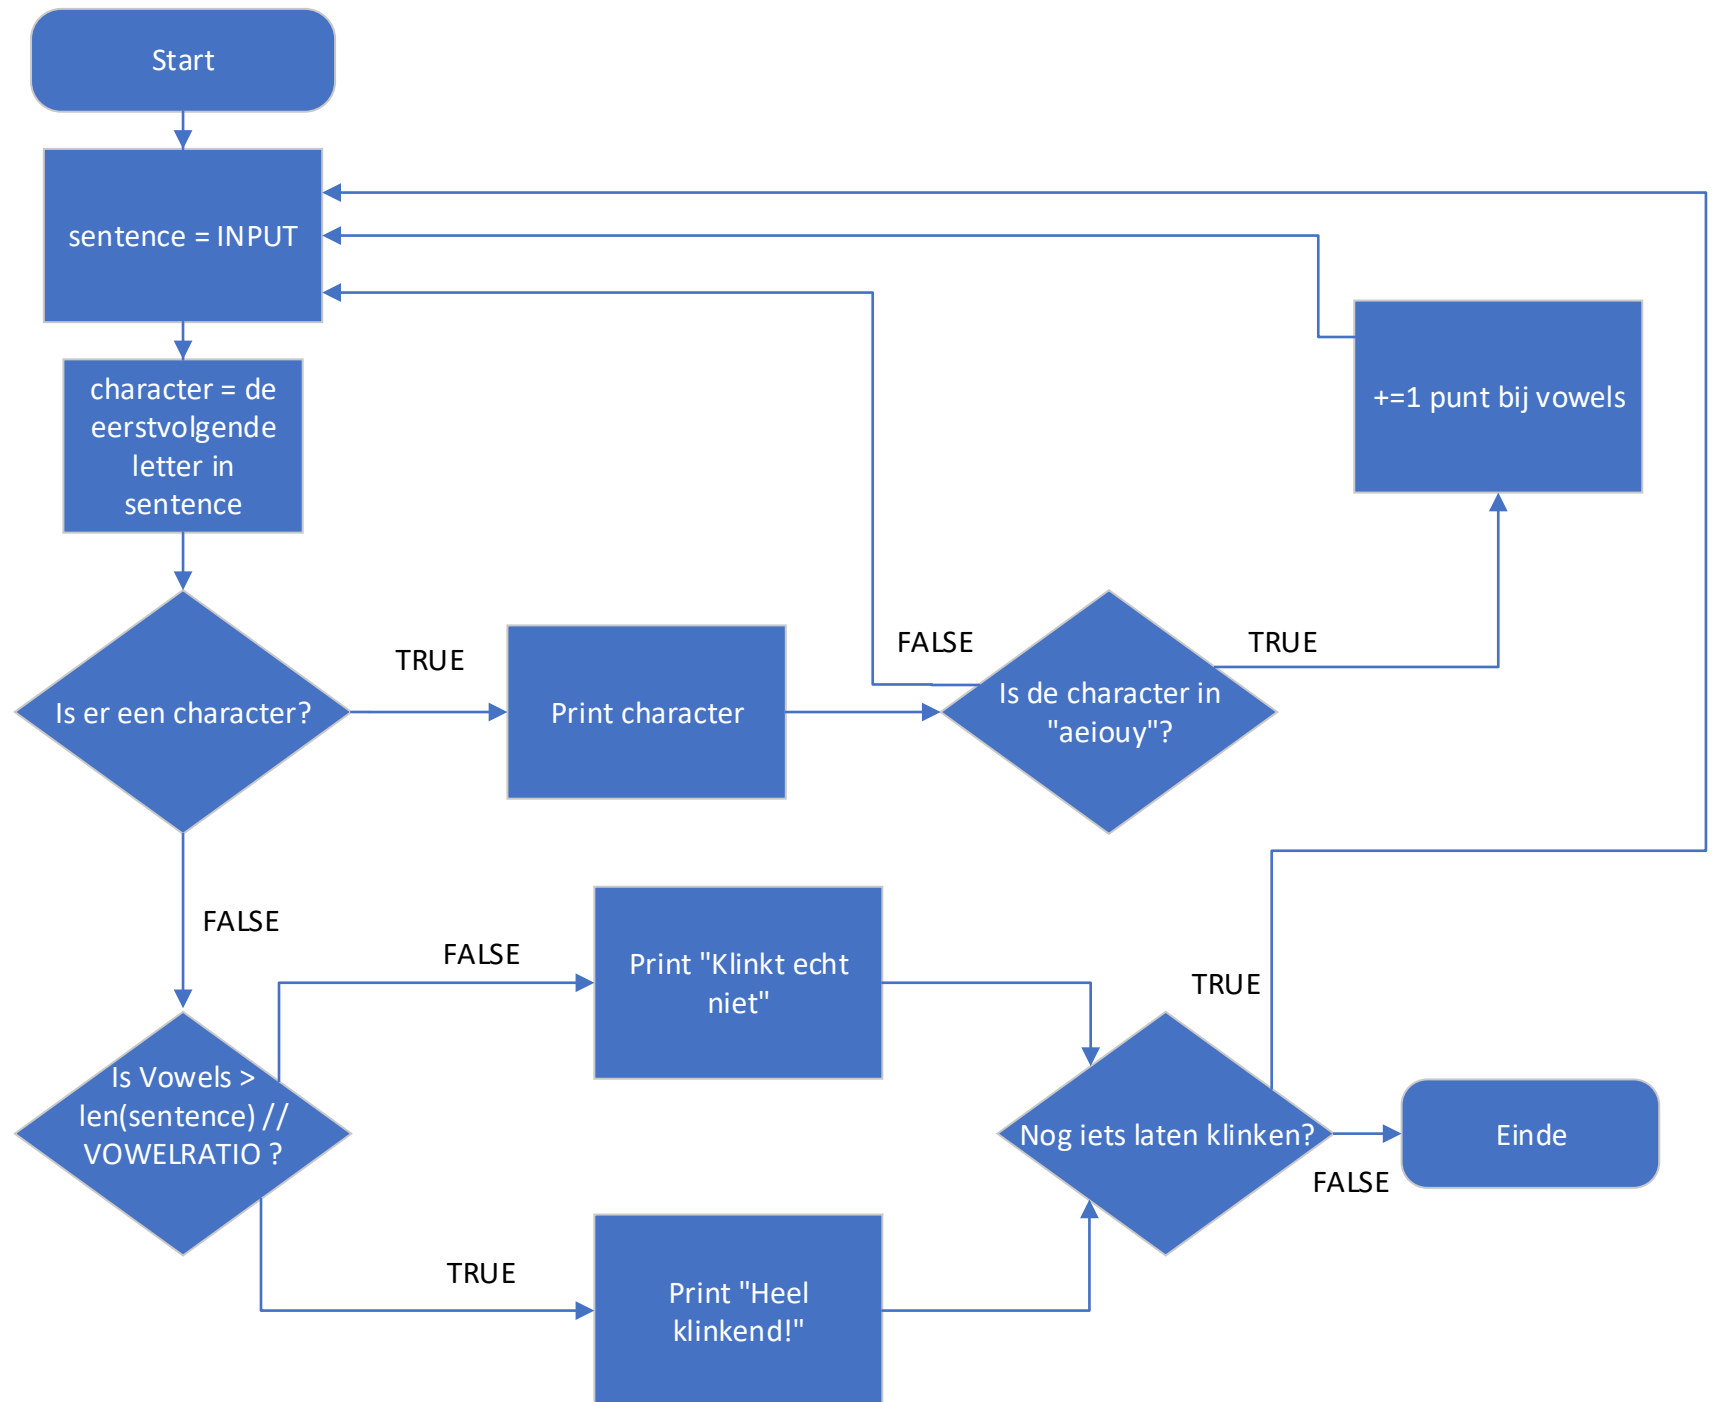 Start
sentence = INPUT
character = de
eerstvolgende
letter in
sentence
+=1 punt bij vowels
Is er een character?
TRUE
Print character
FALSE
Is de character in
"aeiouy"?
TRUE
FALSE
Is Vowels >
len(sentence) //
VOWELRATIO ?
FALSE
Print "Klinkt echt
niet"
TRUE
Print "Heel
klinkend!"
Nog iets laten klinken?
TRUE
FALSE
Einde